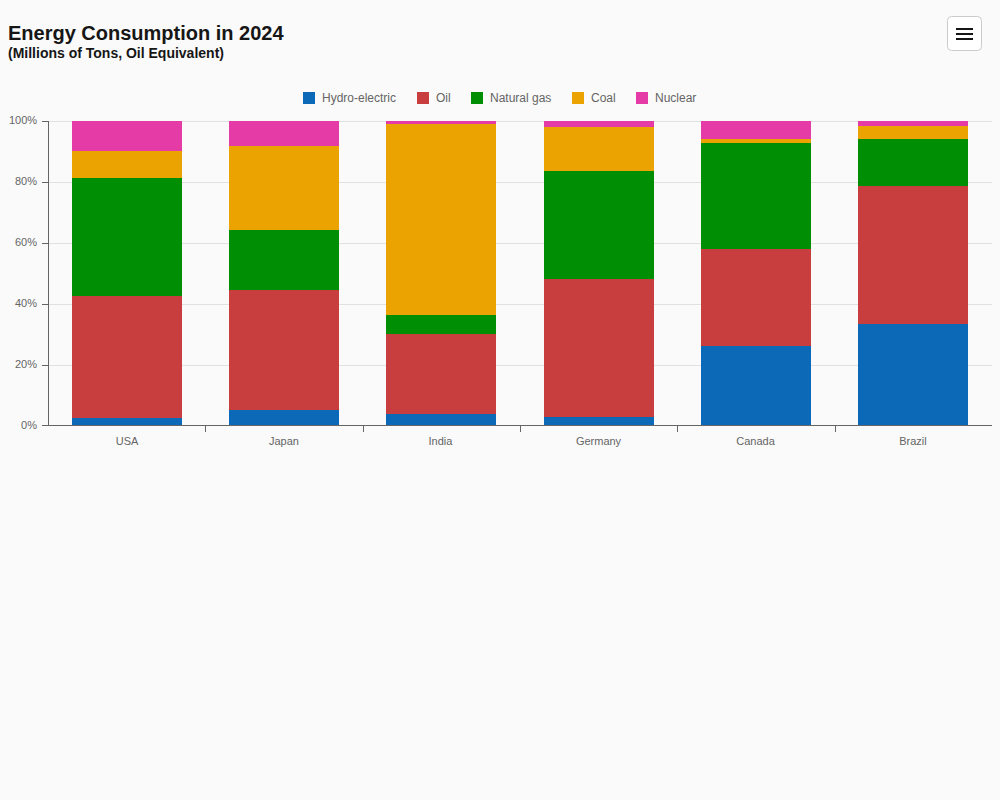 Energy Consumption in 2024
(Millions of Tons, Oil Equivalent)
Hydro-electric Oil Natural gas Coal Nuclear
100%
80%
60%
40%
20%
0%
USA Japan India Germany Canada Brazil